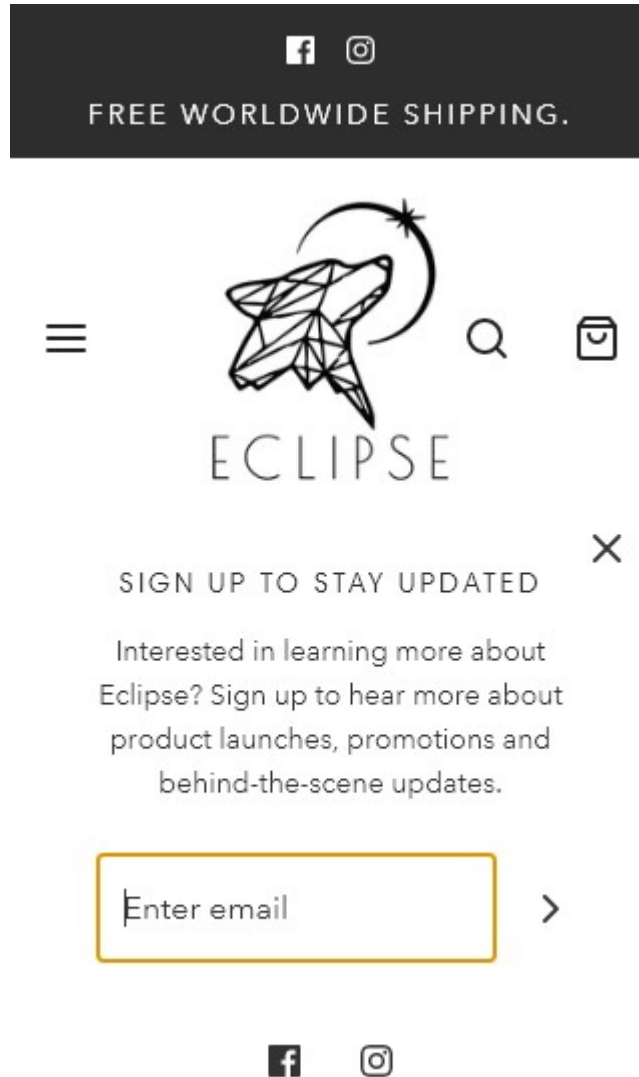 FREE WORLDWIDE SHIPPING.
ECLIPSE
SIGN UP TO STAY UPDATED
Interested in learning more about
Eclipse? Sign up to hear more about
product launches, promotions and
behind-the-scene updates.
Enter email